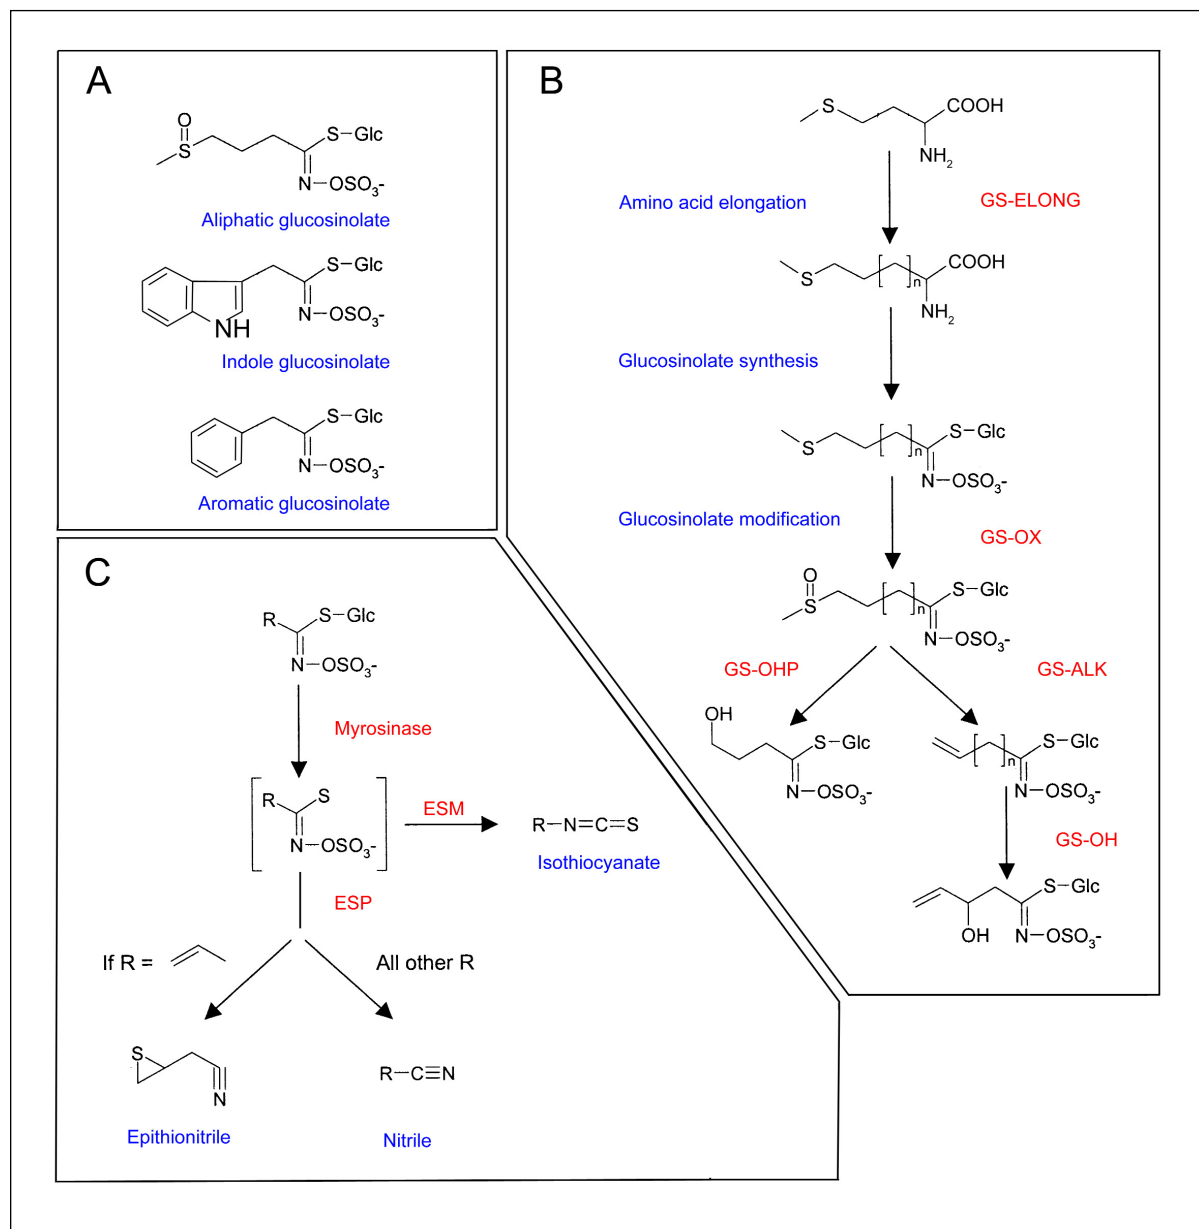 A
O
S
S–Glc
N–OSO₃-
Aliphatic glucosinolate
S–Glc
N–OSO₃-
NH
Indole glucosinolate
S–Glc
N–OSO₃-
Aromatic glucosinolate
B
S
COOH
NH₂
Amino acid elongation
GS-ELONG
S
n
COOH
NH₂
Glucosinolate synthesis
S
n
S–Glc
N–OSO₃-
Glucosinolate modification
GS-OX
O
S
n
S–Glc
N–OSO₃-
GS-OHP
GS-ALK
OH
S–Glc
N–OSO₃-
n
S–Glc
N–OSO₃-
GS-OH
S–Glc
OH
N–OSO₃-
C
R
S–Glc
N–OSO₃-
Myrosinase
R
S
N–OSO₃-
ESM
R–N=C=S
Isothiocyanate
ESP
If R =
All other R
S
N
Epithionitrile
R–C≡N
Nitrile